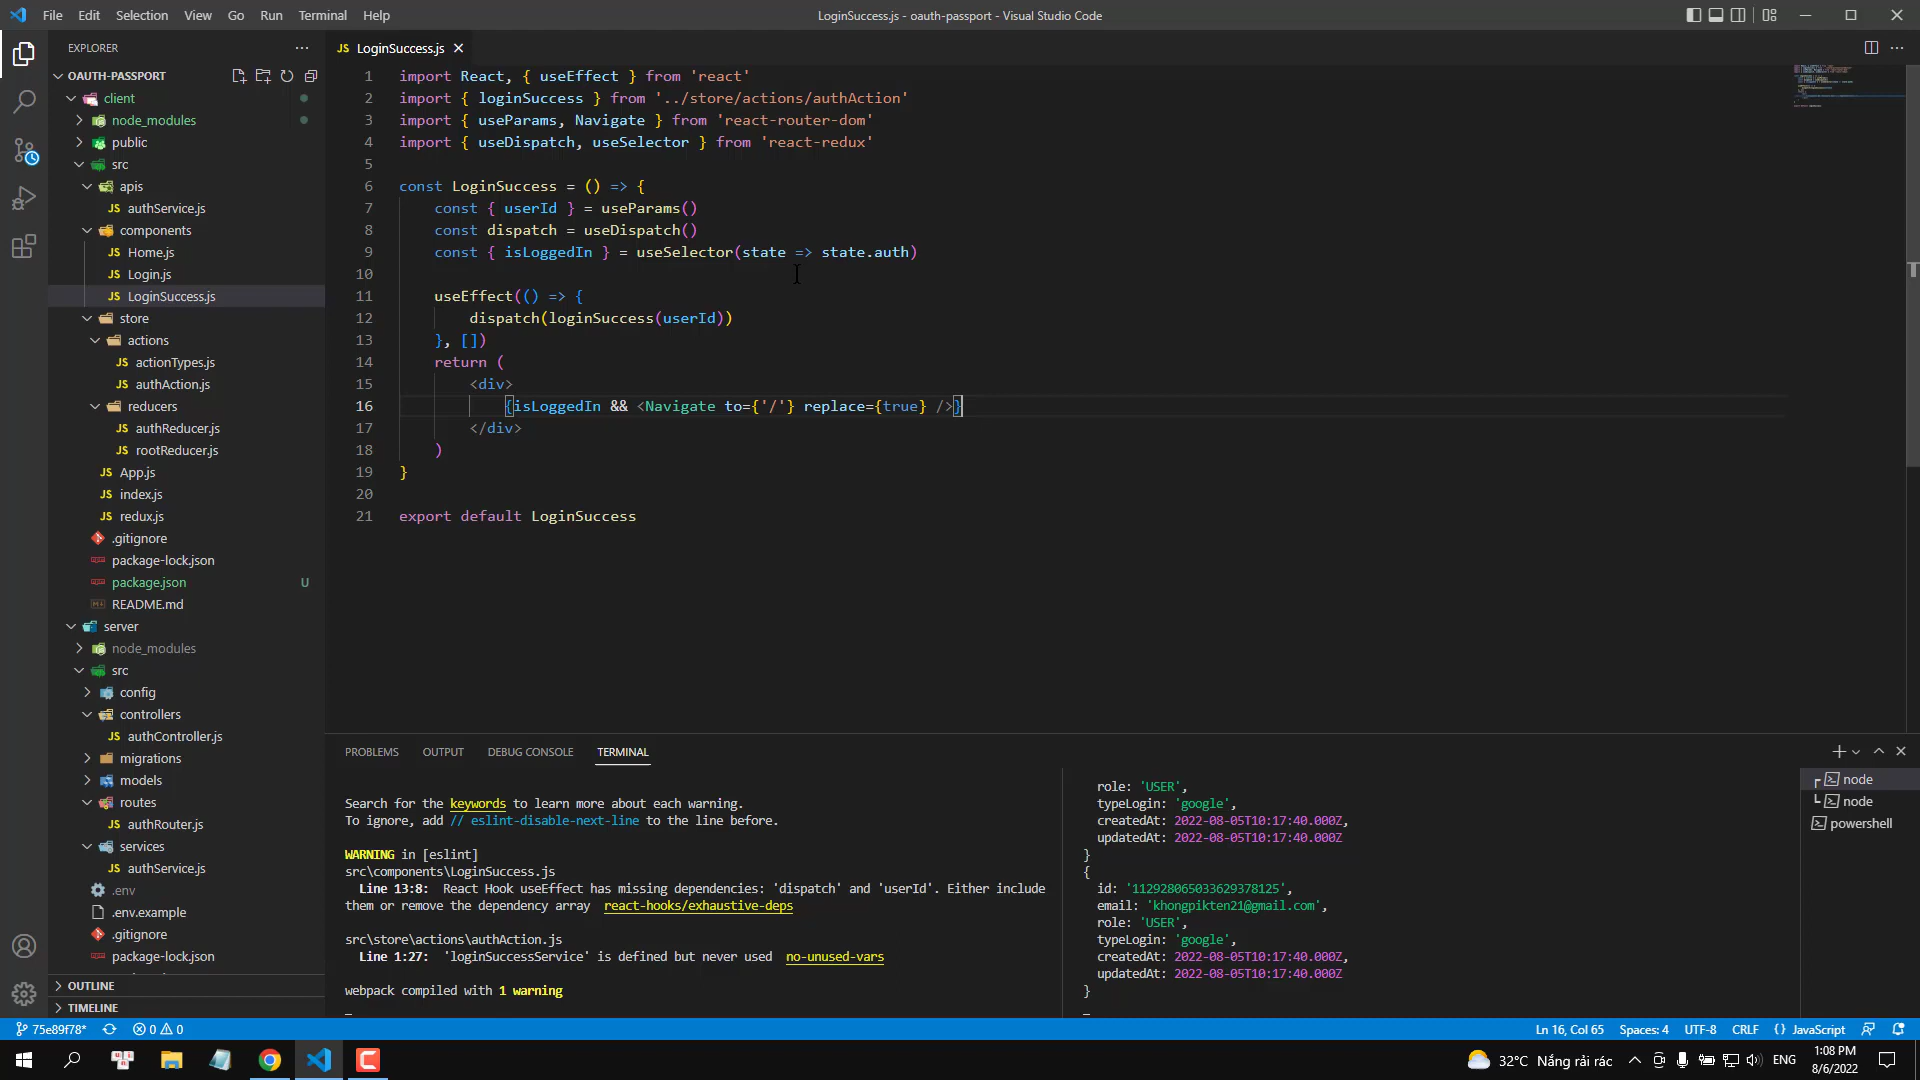 File Edit Selection View Go Run Terminal Help
LoginSuccess.js - oauth-passport - Visual Studio Code
EXPLORER
OAUTH-PASSPORT
client
node_modules
public
src
apis
JS authService.js
components
JS Home.js
JS Login.js
JS LoginSuccess.js
store
actions
JS actionTypes.js
JS authAction.js
reducers
JS authReducer.js
JS rootReducer.js
JS App.js
JS index.js
JS redux.js
.gitignore
package-lock.json
package.json U
README.md
server
node_modules
src
config
controllers
JS authController.js
migrations
models
routes
JS authRouter.js
services
JS authService.js
.env
.env.example
.gitignore
package-lock.json
OUTLINE
TIMELINE
JS LoginSuccess.js
1 import React, { useEffect } from 'react'
2 import { loginSuccess } from '../store/actions/authAction'
3 import { useParams, Navigate } from 'react-router-dom'
4 import { useDispatch, useSelector } from 'react-redux'
5
6 const LoginSuccess = () => {
7 const { userId } = useParams()
8 const dispatch = useDispatch()
9 const { isLoggedIn } = useSelector(state => state.auth)
10
11 useEffect(() => {
12 dispatch(loginSuccess(userId))
13 }, [])
14 return (
15 <div>
16 {isLoggedIn && <Navigate to={'/'} replace={true} />}
17 </div>
18 )
19 }
20
21 export default LoginSuccess
PROBLEMS OUTPUT DEBUG CONSOLE TERMINAL
Search for the keywords to learn more about each warning.
To ignore, add // eslint-disable-next-line to the line before.
WARNING in [eslint]
src\components\LoginSuccess.js
Line 13:8: React Hook useEffect has missing dependencies: 'dispatch' and 'userId'. Either include
them or remove the dependency array react-hooks/exhaustive-deps
src\store\actions\authAction.js
Line 1:27: 'loginSuccessService' is defined but never used no-unused-vars
webpack compiled with 1 warning
role: 'USER',
typeLogin: 'google',
createdAt: 2022-08-05T10:17:40.000Z,
updatedAt: 2022-08-05T10:17:40.000Z
}
{
id: '112928065033629378125',
email: 'khongpikten21@gmail.com',
role: 'USER',
typeLogin: 'google',
createdAt: 2022-08-05T10:17:40.000Z,
updatedAt: 2022-08-05T10:17:40.000Z
}
node
node
powershell
75e89f78* 0 0
Ln 16, Col 65 Spaces: 4 UTF-8 CRLF {} JavaScript
32°C Nắng rải rác
ENG
1:08 PM
8/6/2022